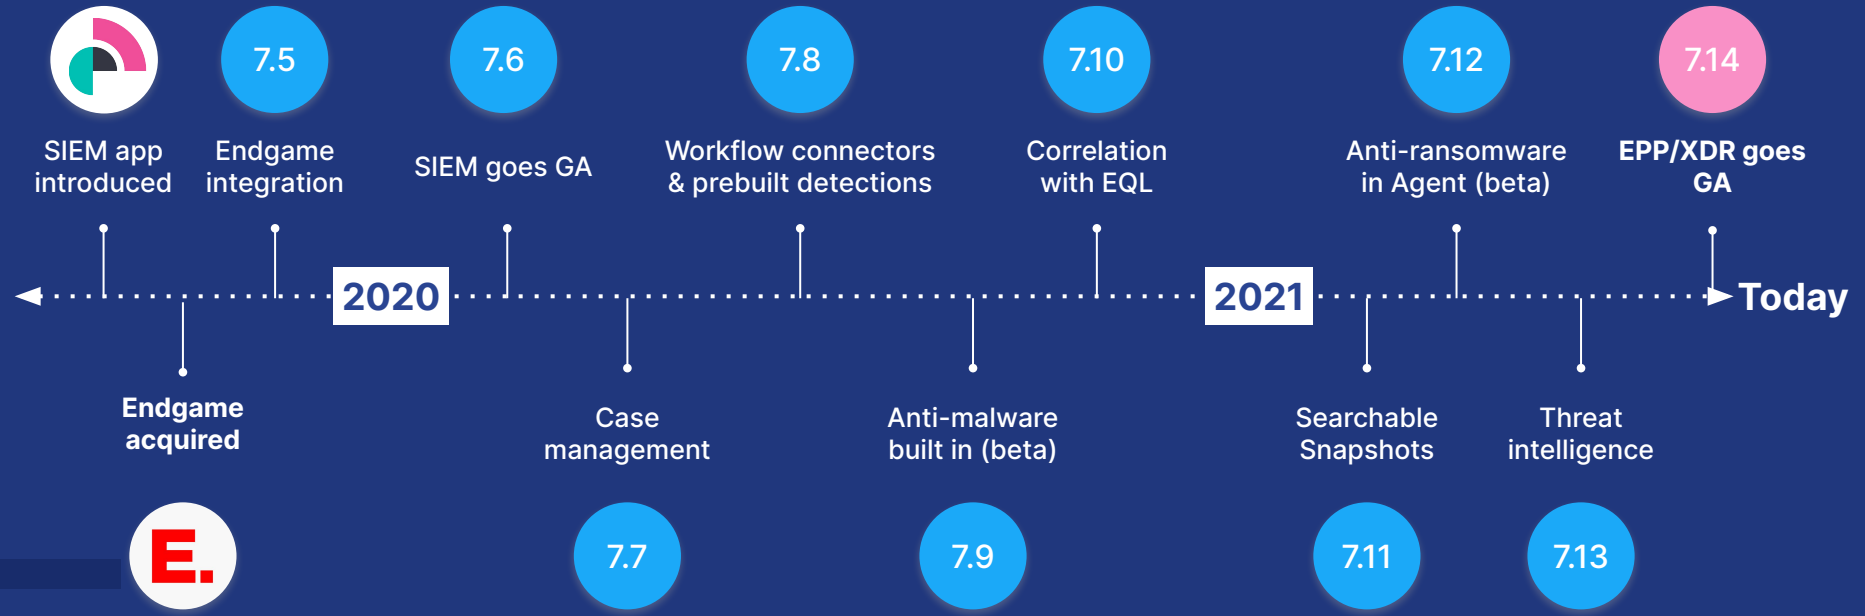 7.5
7.6
7.8
7.10
7.12
7.14
SIEM app
introduced
Endgame
integration
SIEM goes GA
Workflow connectors
& prebuilt detections
Correlation
with EQL
Anti-ransomware
in Agent (beta)
EPP/XDR goes
GA
2020
2021
Today
Endgame
acquired
Case
management
Anti-malware
built in (beta)
Searchable
Snapshots
Threat
intelligence
E.
7.7
7.9
7.11
7.13